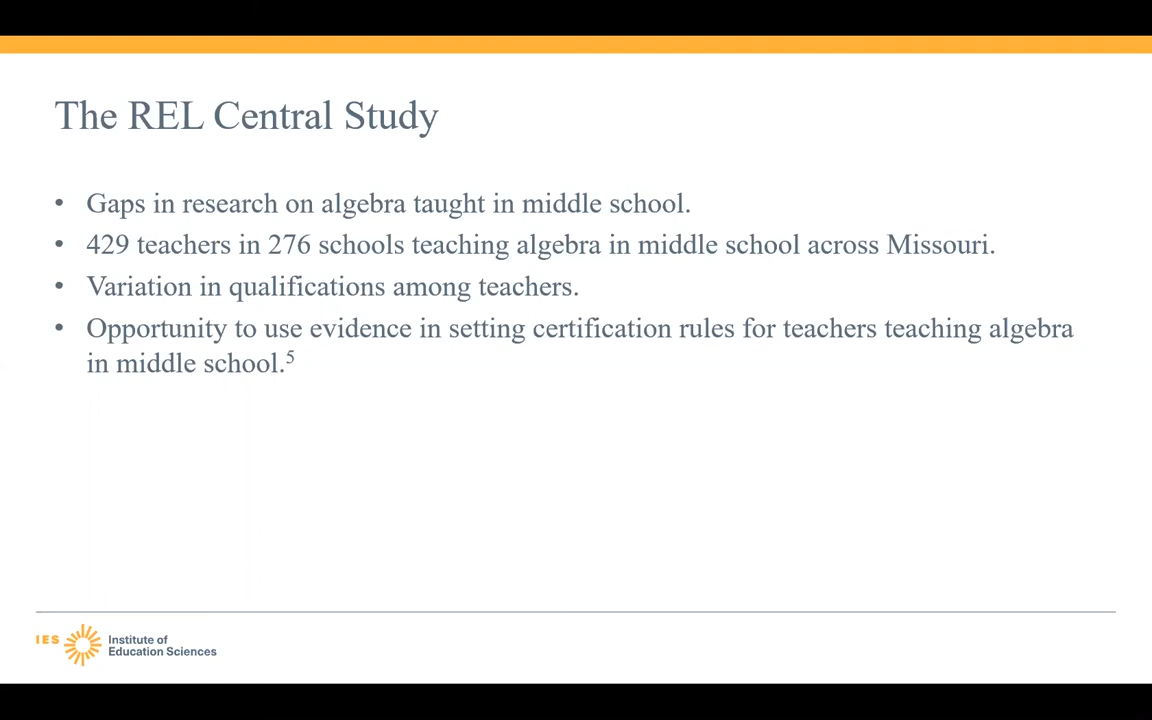 The REL Central Study
• Gaps in research on algebra taught in middle school.
• 429 teachers in 276 schools teaching algebra in middle school across Missouri.
• Variation in qualifications among teachers.
• Opportunity to use evidence in setting certification rules for teachers teaching algebra
in middle school.⁵
IES
Institute of
Education Sciences